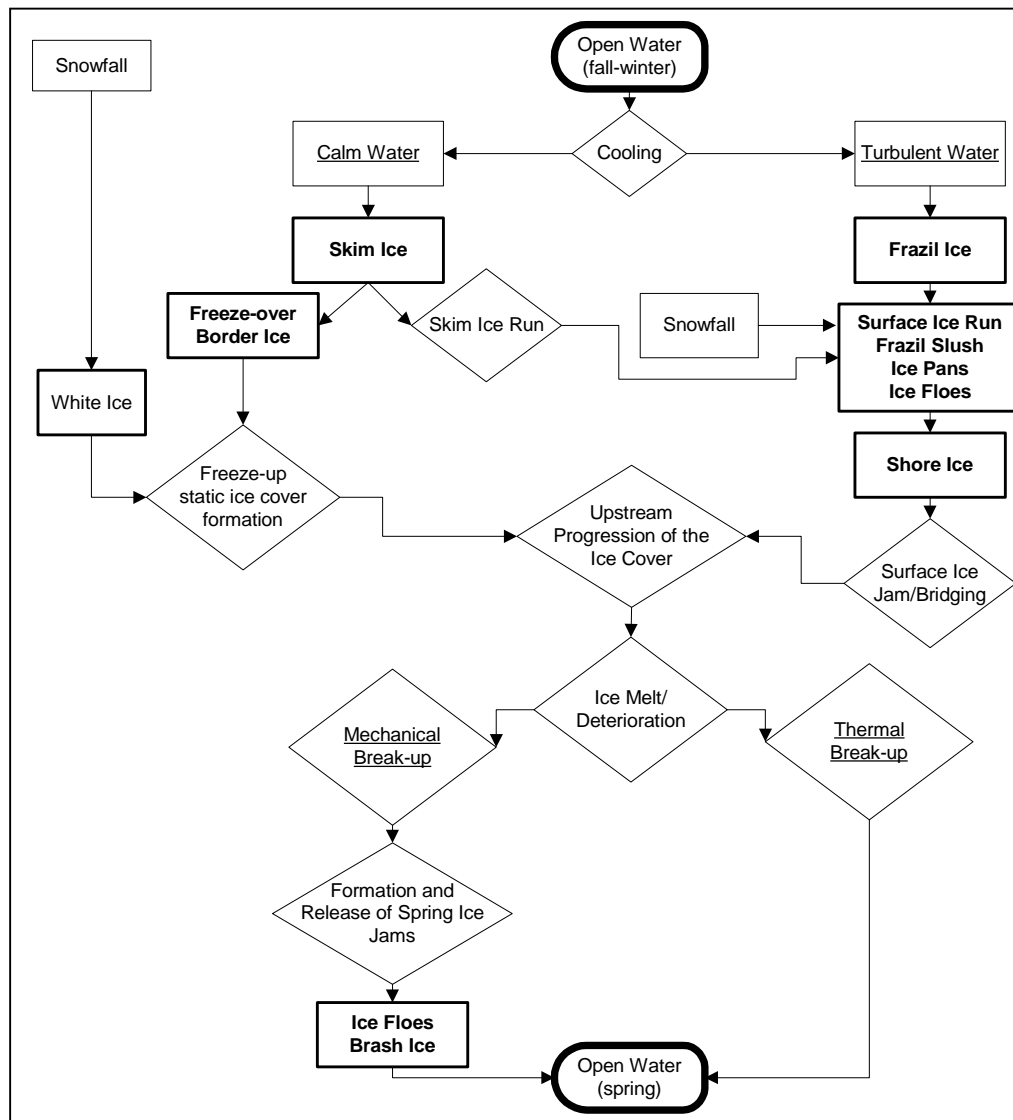 Open Water
(fall-winter)
Snowfall
Calm Water
Cooling
Turbulent Water
Skim Ice
Frazil Ice
Freeze-over
Border Ice
Skim Ice Run
Snowfall
Surface Ice Run
Frazil Slush
Ice Pans
Ice Floes
White Ice
Shore Ice
Freeze-up
static ice cover
formation
Upstream
Progression of the
Ice Cover
Surface Ice
Jam/Bridging
Ice Melt/
Deterioration
Mechanical
Break-up
Thermal
Break-up
Formation and
Release of Spring Ice
Jams
Ice Floes
Brash Ice
Open Water
(spring)